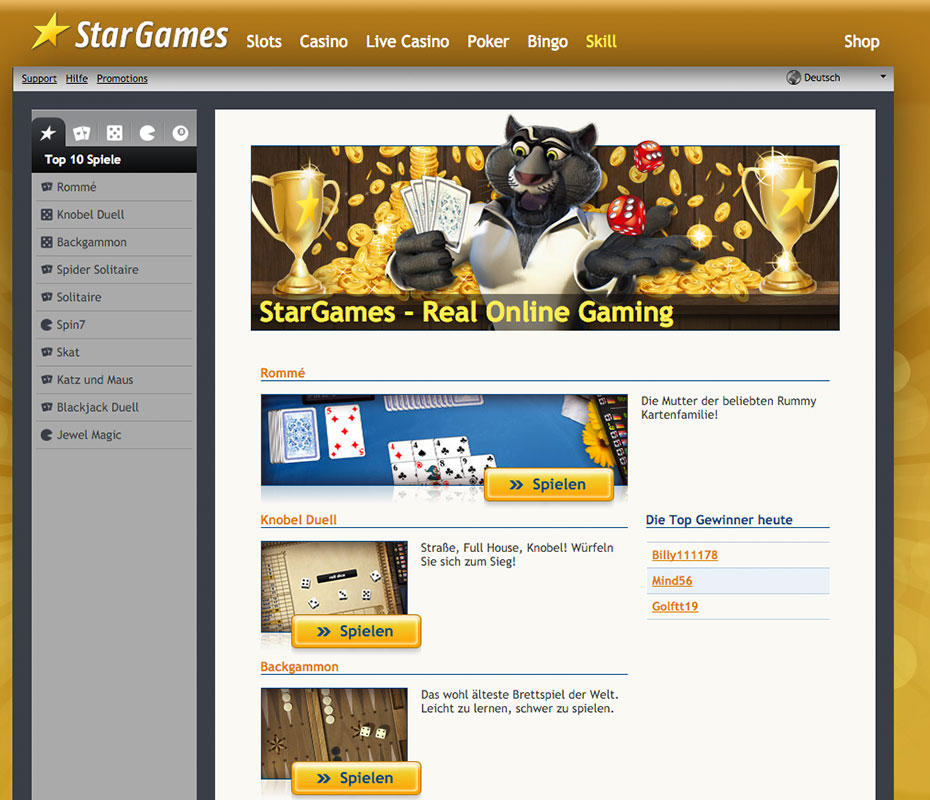 StarGames
Slots Casino Live Casino Poker Bingo Skill Shop
Support Hilfe Promotions Deutsch
Top 10 Spiele
Rommé
Knobel Duell
Backgammon
Spider Solitaire
Solitaire
Spin7
Skat
Katz und Maus
Blackjack Duell
Jewel Magic
StarGames - Real Online Gaming
Rommé
Die Mutter der beliebten Rummy
Kartenfamilie!
» Spielen
Knobel Duell
Straße, Full House, Knobel! Würfeln
Sie sich zum Sieg!
roll dice
» Spielen
Die Top Gewinner heute
Billy111178
Mind56
Golftt19
Backgammon
Das wohl älteste Brettspiel der Welt.
Leicht zu lernen, schwer zu spielen.
» Spielen